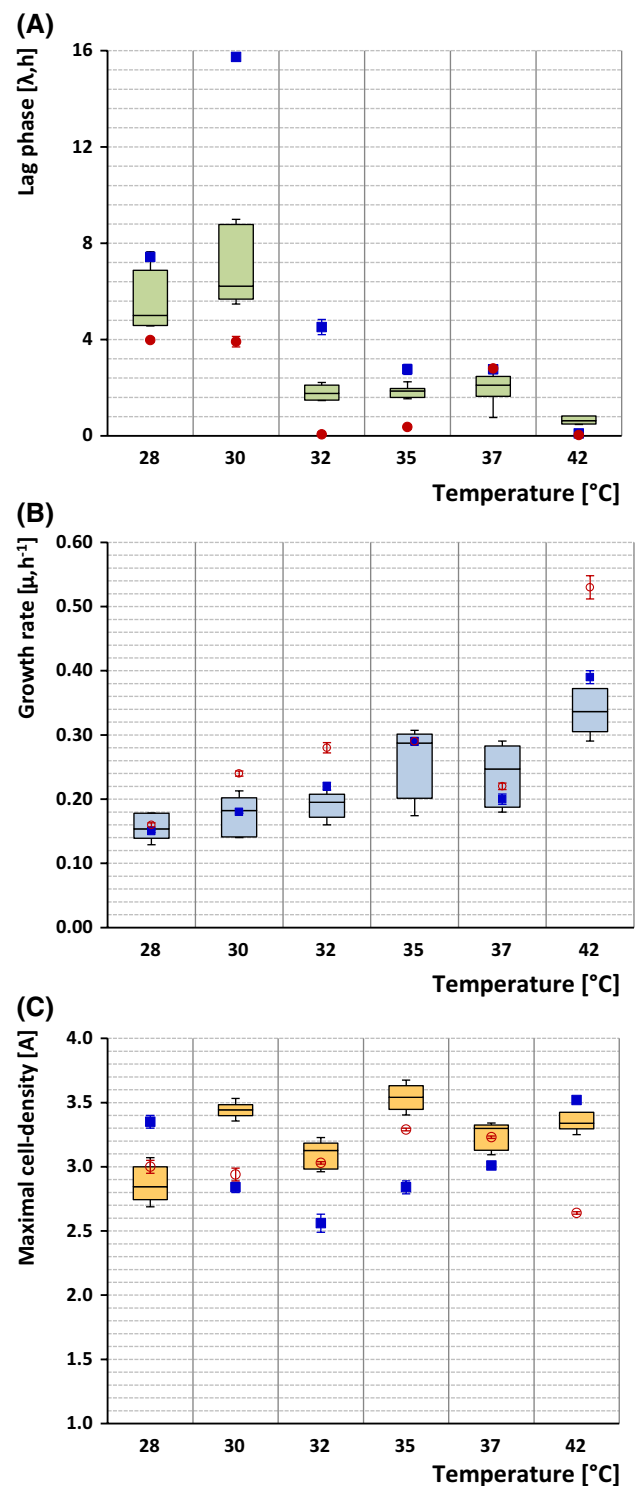 (A)
Lag phase [λ,h]
16
12
8
4
0
28 30 32 35 37 42
Temperature [°C]
(B)
Growth rate [μ,h-1]
0.60
0.50
0.40
0.30
0.20
0.10
0.00
28 30 32 35 37 42
Temperature [°C]
(C)
Maximal cell-density [A]
4.0
3.5
3.0
2.5
2.0
1.5
1.0
28 30 32 35 37 42
Temperature [°C]